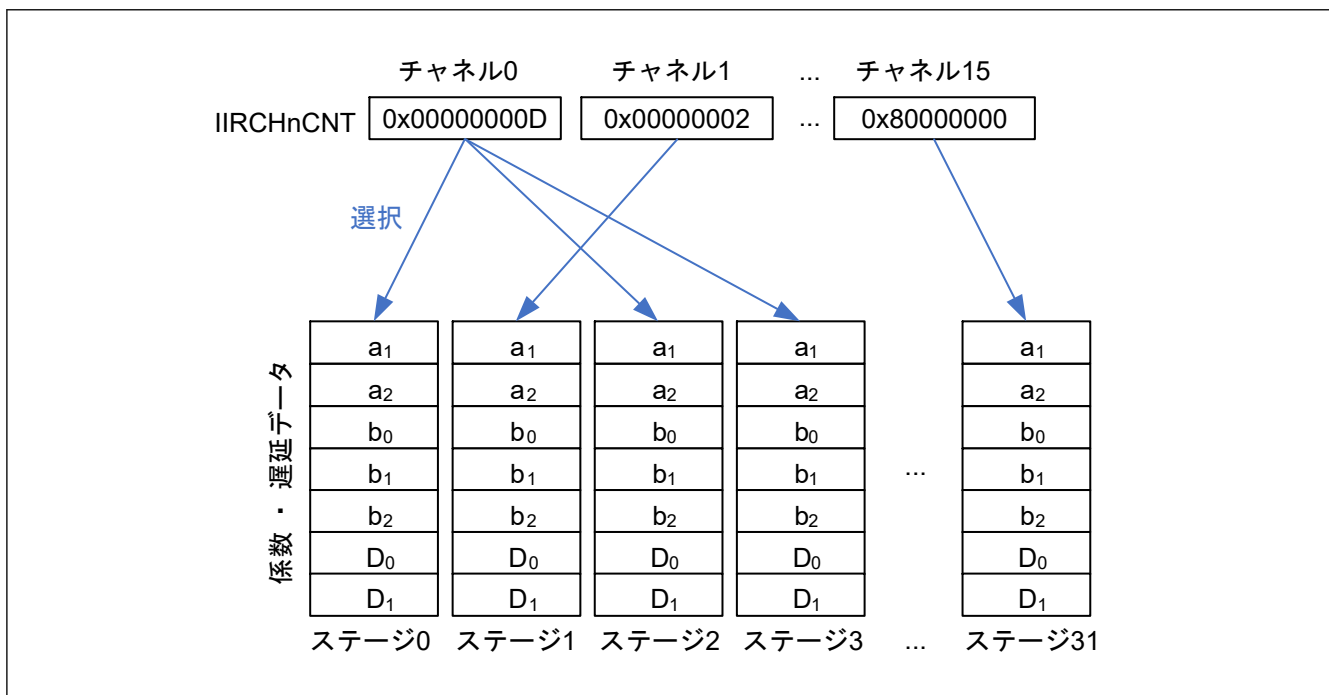 チャネル0 チャネル1 ... チャネル15
IIRCHnCNT 0x00000000D 0x00000002 ... 0x80000000
選択
係数・遅延データ
a1 a1 a1 a1 a1
a2 a2 a2 a2 a2
b0 b0 b0 b0 b0
b1 b1 b1 b1 ... b1
b2 b2 b2 b2 b2
D0 D0 D0 D0 D0
D1 D1 D1 D1 D1
ステージ0 ステージ1 ステージ2 ステージ3 ... ステージ31